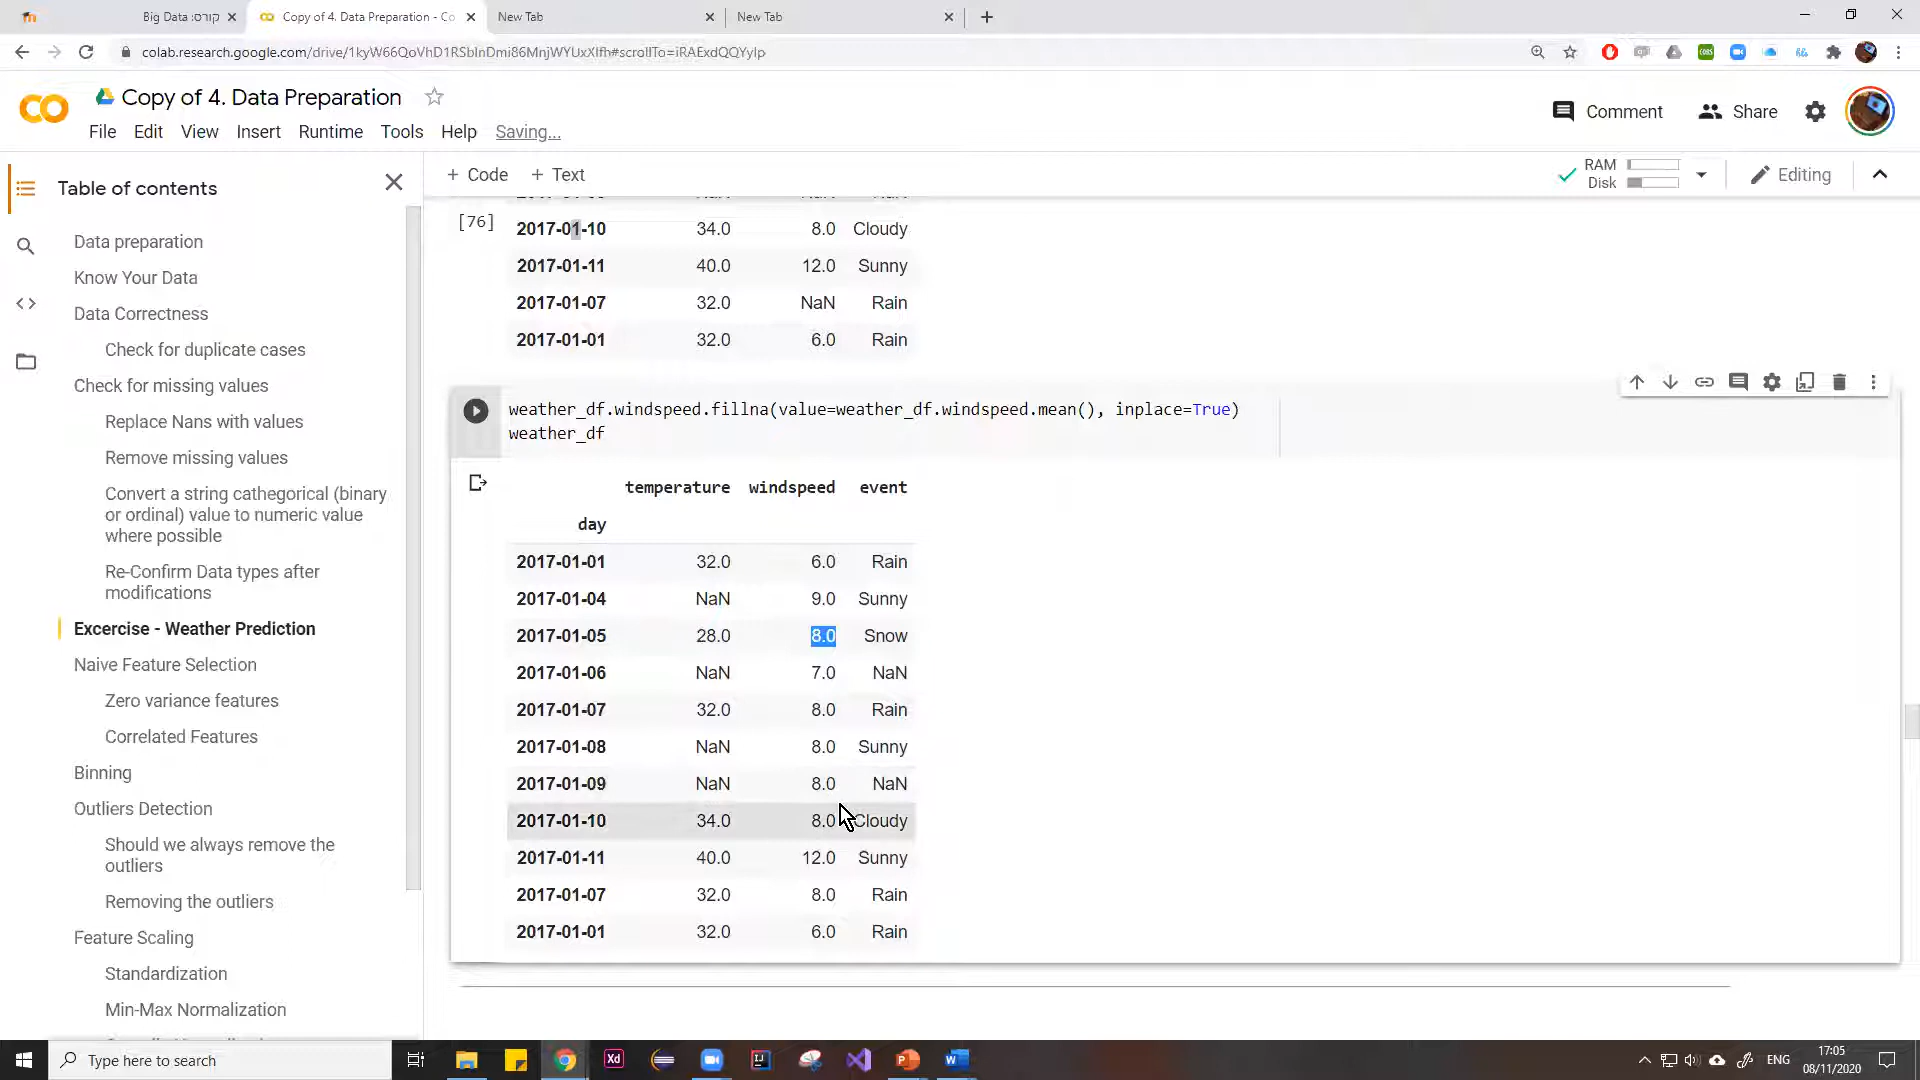 קורס: Big Data
Copy of 4. Data Preparation - Co
New Tab
New Tab
colab.research.google.com/drive/1kyW66QoVhD1RSbInDmi86MnjWYUxXlfh#scrollTo=iRAExdQQYyIp
Copy of 4. Data Preparation
Comment
Share
File Edit View Insert Runtime Tools Help Saving...
Table of contents
+ Code + Text
RAM
Disk
Editing
Data preparation
Know Your Data
Data Correctness
Check for duplicate cases
Check for missing values
Replace Nans with values
Remove missing values
Convert a string cathegorical (binary
or ordinal) value to numeric value
where possible
Re-Confirm Data types after
modifications
Excercise - Weather Prediction
Naive Feature Selection
Zero variance features
Correlated Features
Binning
Outliers Detection
Should we always remove the
outliers
Removing the outliers
Feature Scaling
Standardization
Min-Max Normalization
[76]
2017-01-10 34.0 8.0 Cloudy
2017-01-11 40.0 12.0 Sunny
2017-01-07 32.0 NaN Rain
2017-01-01 32.0 6.0 Rain
weather_df.windspeed.fillna(value=weather_df.windspeed.mean(), inplace=True)
weather_df
temperature windspeed event
day
2017-01-01 32.0 6.0 Rain
2017-01-04 NaN 9.0 Sunny
2017-01-05 28.0 8.0 Snow
2017-01-06 NaN 7.0 NaN
2017-01-07 32.0 8.0 Rain
2017-01-08 NaN 8.0 Sunny
2017-01-09 NaN 8.0 NaN
2017-01-10 34.0 8.0 Cloudy
2017-01-11 40.0 12.0 Sunny
2017-01-07 32.0 8.0 Rain
2017-01-01 32.0 6.0 Rain
Type here to search
Xd
IJ
ENG
17:05
08/11/2020